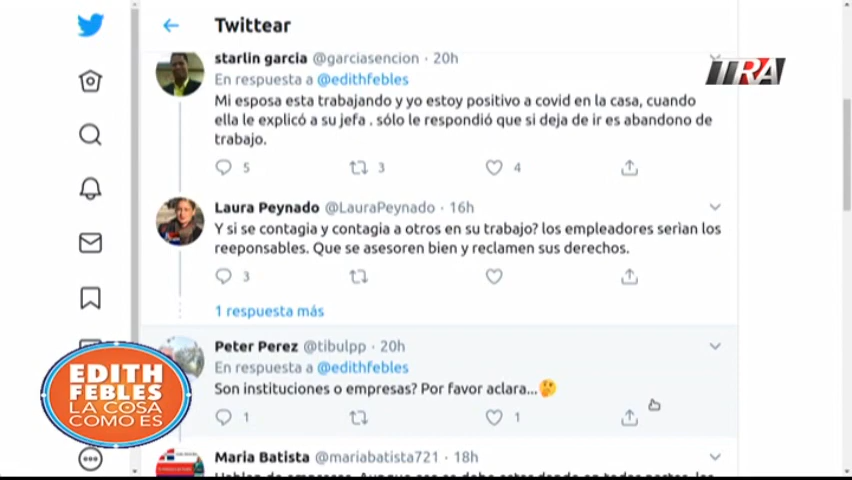 Twittear
starlin garcia @garciasencion · 20h
En respuesta a @edithfebles
Mi esposa esta trabajando y yo estoy positivo a covid en la casa, cuando
ella le explicó a su jefa . sólo le respondió que si deja de ir es abandono de
trabajo.
5 3 4
Laura Peynado @LauraPeynado · 16h
Y si se contagia y contagia a otros en su trabajo? los empleadores serìan los
reeponsables. Que se asesoren bien y reclamen sus derechos.
3
1 respuesta más
Peter Perez @tibulpp · 20h
En respuesta a @edithfebles
Son instituciones o empresas? Por favor aclara...🤔
1 1
Maria Batista @mariabatista721 · 18h
EDITH
FEBLES
LA COSA
COMO ES